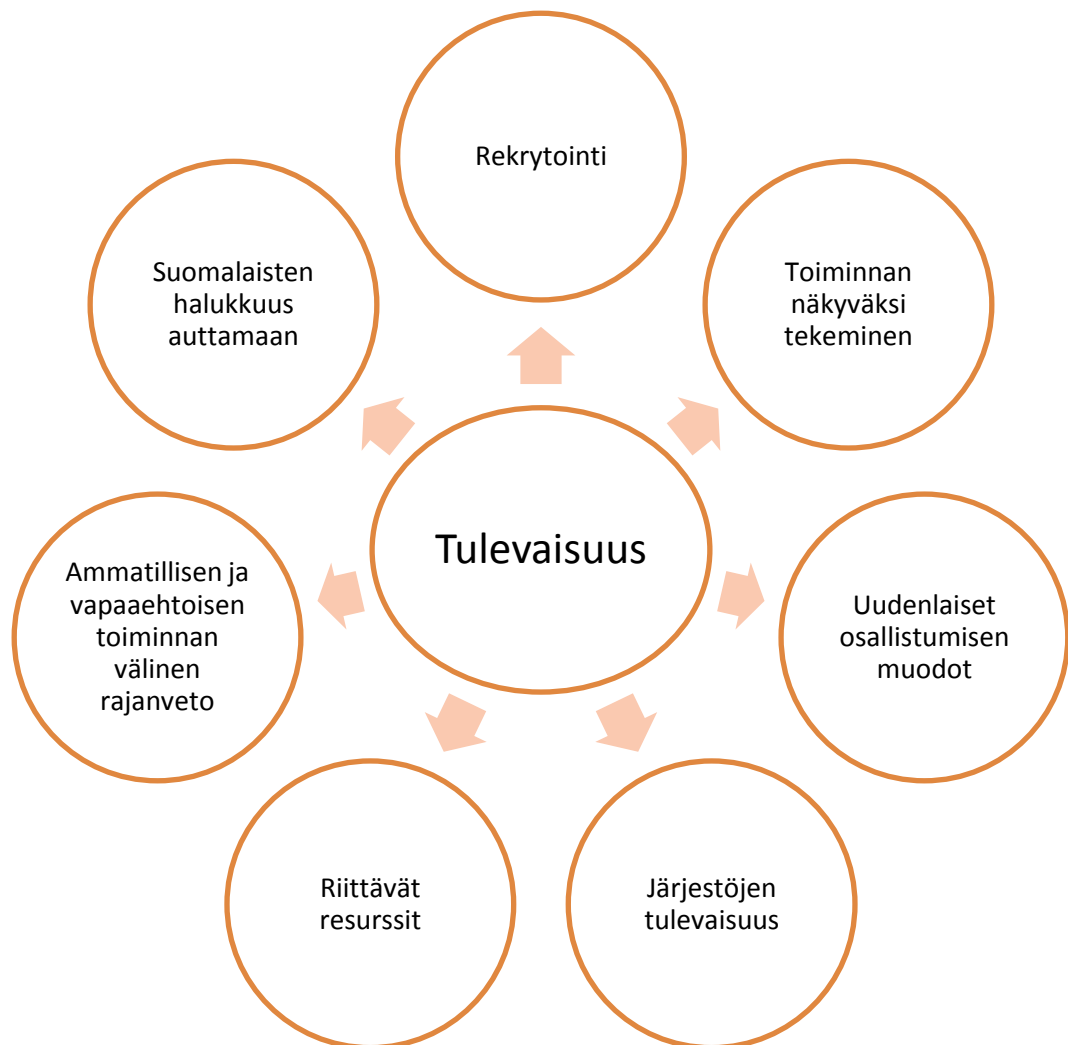 Rekrytointi
Toiminnan
näkyväksi
tekeminen
Uudenlaiset
osallistumisen
muodot
Järjestöjen
tulevaisuus
Riittävät
resurssit
Ammatillisen ja
vapaaehtoisen
toiminnan
välinen
rajanveto
Suomalaisten
halukkuus
auttamaan
Tulevaisuus